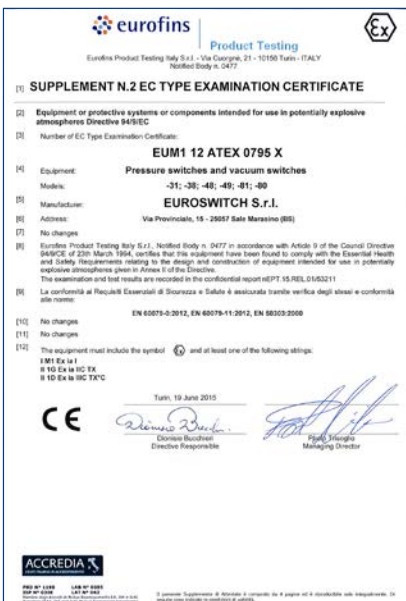 eurofins
Product Testing
Eurofins Product Testing Italy S.r.l. - Via Cuorgnè, 21 - 10156 Turin - ITALY
Notified Body n. 0477
[1] SUPPLEMENT N.2 EC TYPE EXAMINATION CERTIFICATE
[2] Equipment or protective systems or components intended for use in potentially explosive
atmospheres Directive 94/9/EC
[3] Number of EC Type Examination Certificate:
EUM1 12 ATEX 0795 X
[4] Equipment: Pressure switches and vacuum switches
Models: -31; -38; -48; -49; -81; -80
[5] Manufacturer: EUROSWITCH S.r.l.
[6] Address: Via Provinciale, 15 - 25057 Sale Marasino (BS)
[7] No changes
[8] Eurofins Product Testing Italy S.r.l., Notified Body n. 0477 in accordance with Article 9 of the Council Directive
94/9/CE of 23th March 1994, certifies that this equipment have been found to comply with the Essential Health
and Safety Requirements relating to the design and construction of equipment intended for use in potentially
explosive atmospheres given in Annex II of the Directive.
The examination and test results are recorded in the confidential report nEPT.15.REL.01/53211
[9] La conformità ai Requisiti Essenziali di Sicurezza e Salute è assicurata tramite verifica degli stessi e conformità
alle norme:
EN 60079-0:2012, EN 60079-11:2012, EN 50303:2000
[10] No changes
[11] No changes
[12] The equipment must include the symbol Ex and at least one of the following strings:
I M1 Ex ia I
II 1G Ex ia IIC TX
II 1D Ex ia IIIC TX°C
Turin, 19 June 2015
CE
Dionisio Bucchieri
Directive Responsible
Paolo Trisoglio
Managing Director
ACCREDIA